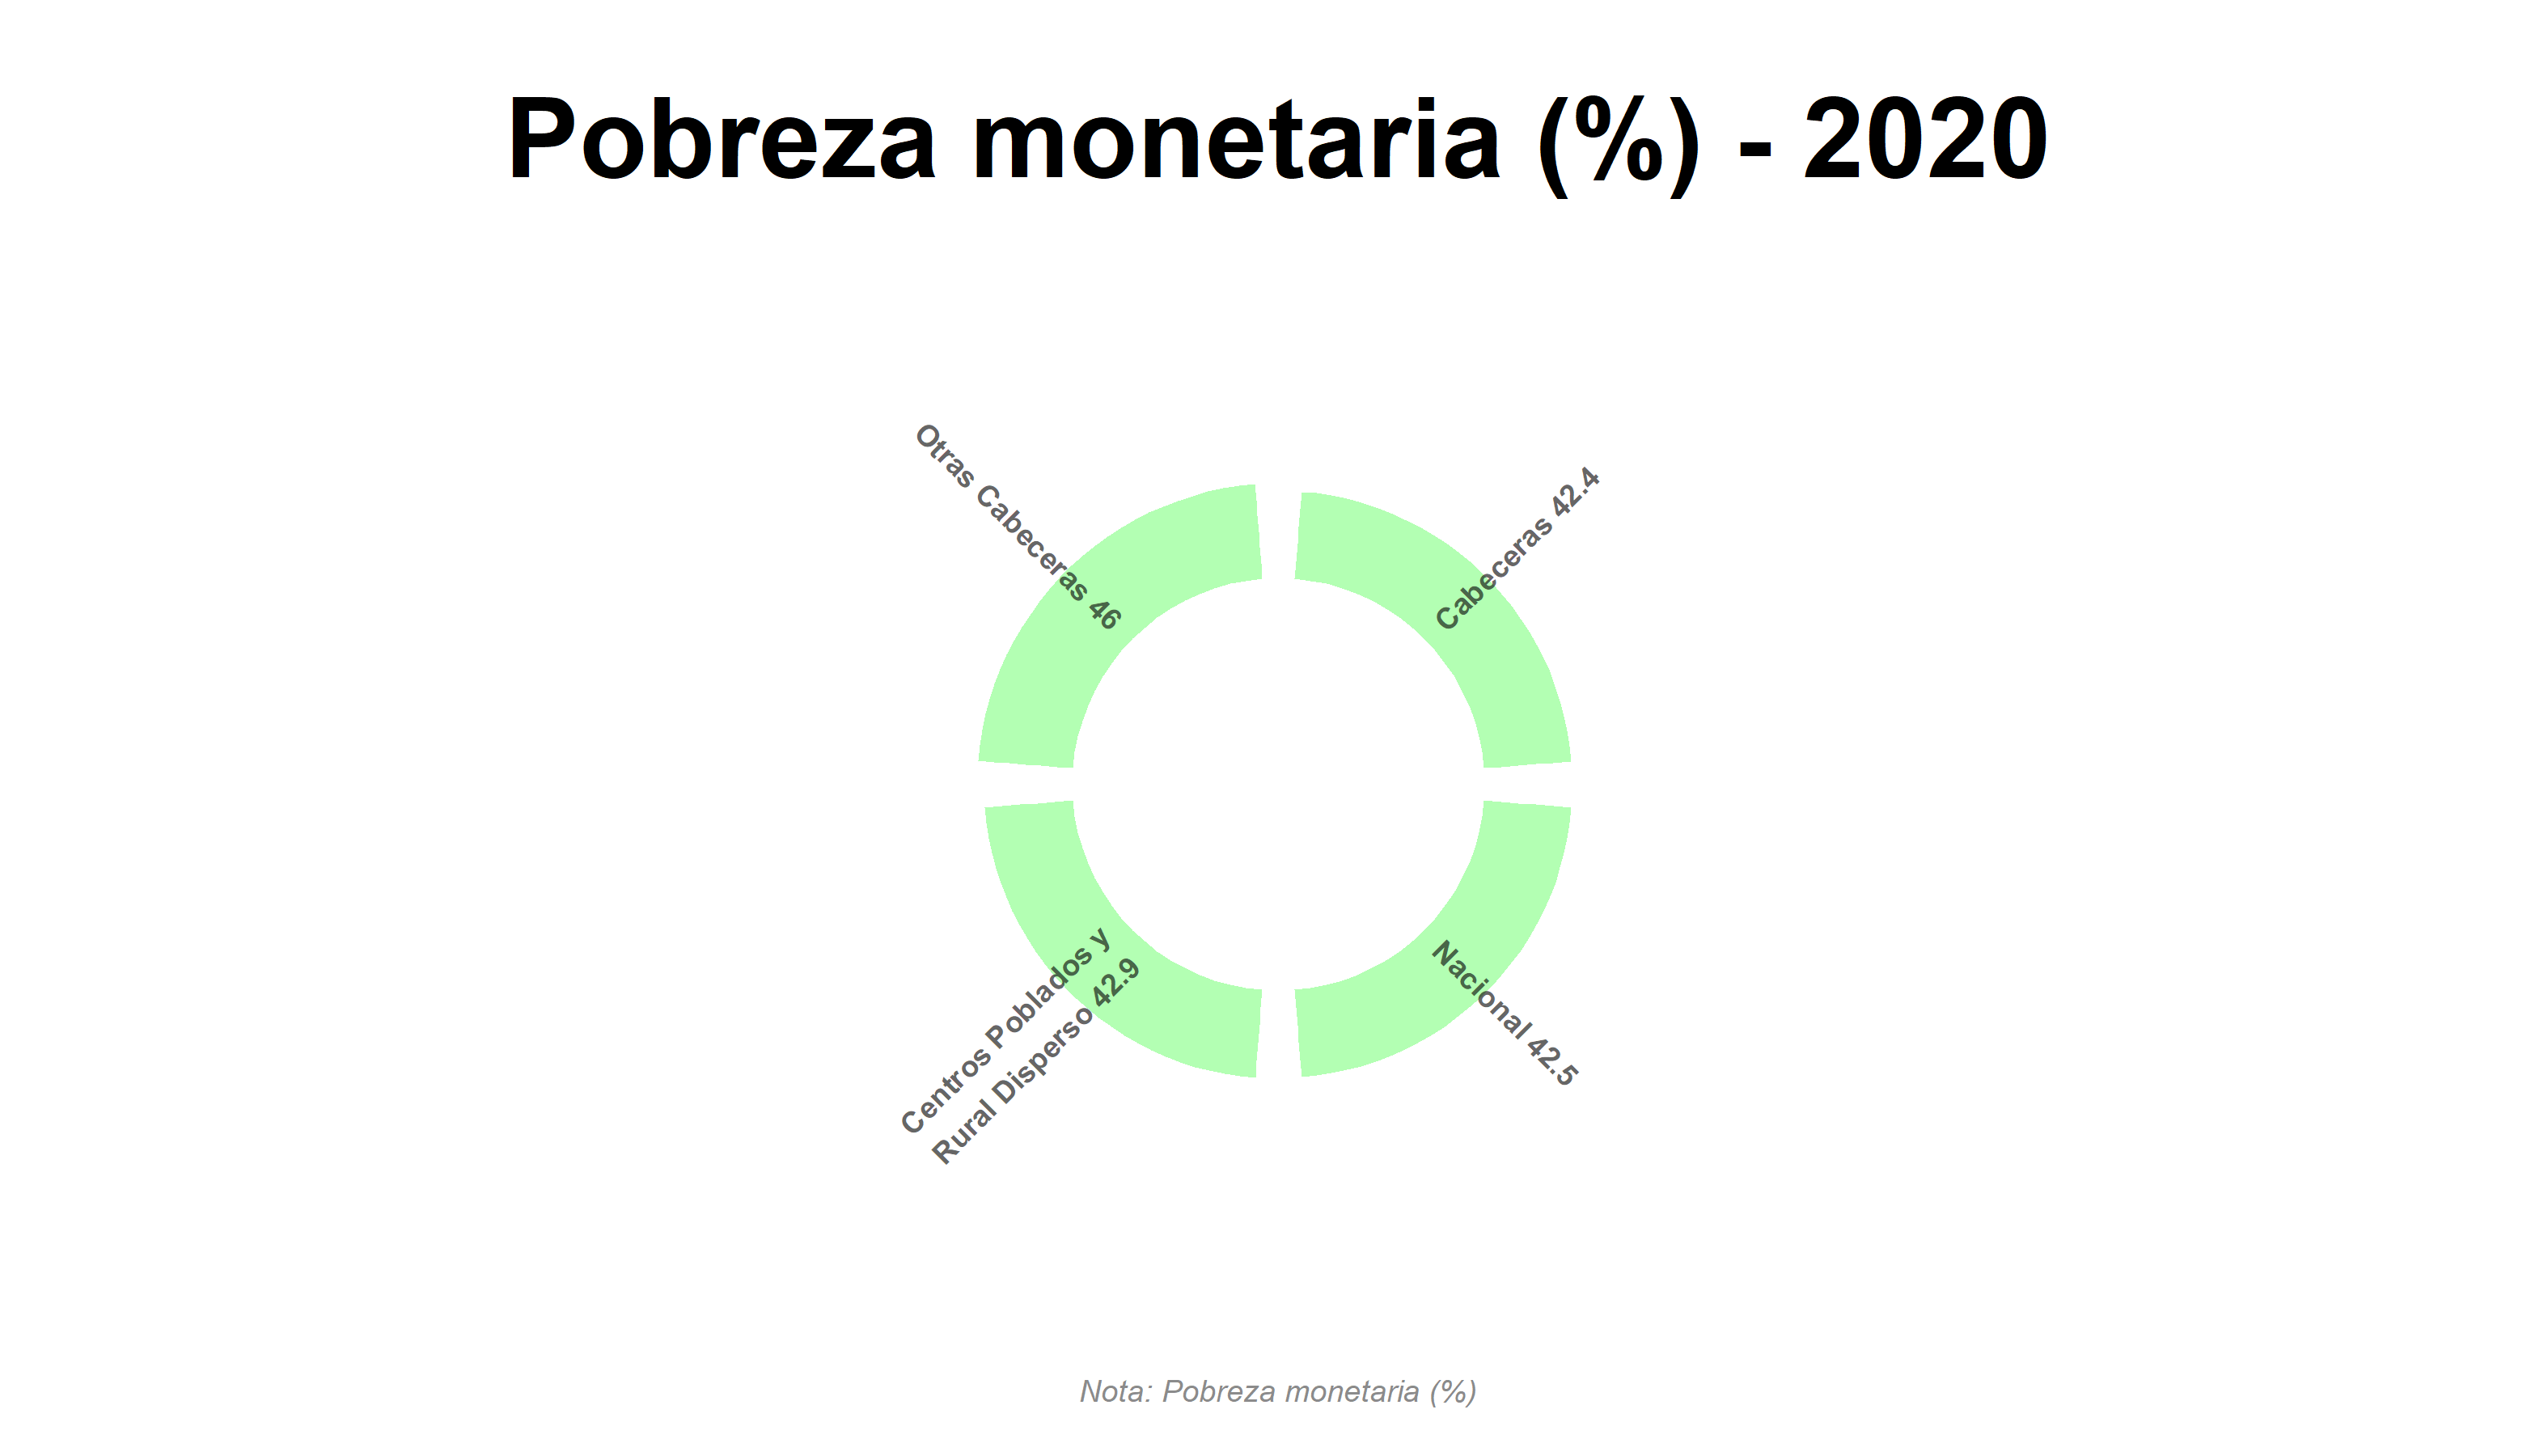 Pobreza monetaria (%) - 2020
Otras Cabeceras 46
Cabeceras 42.4
Centros Poblados y
Rural Disperso 42.9
Nacional 42.5
Nota: Pobreza monetaria (%)